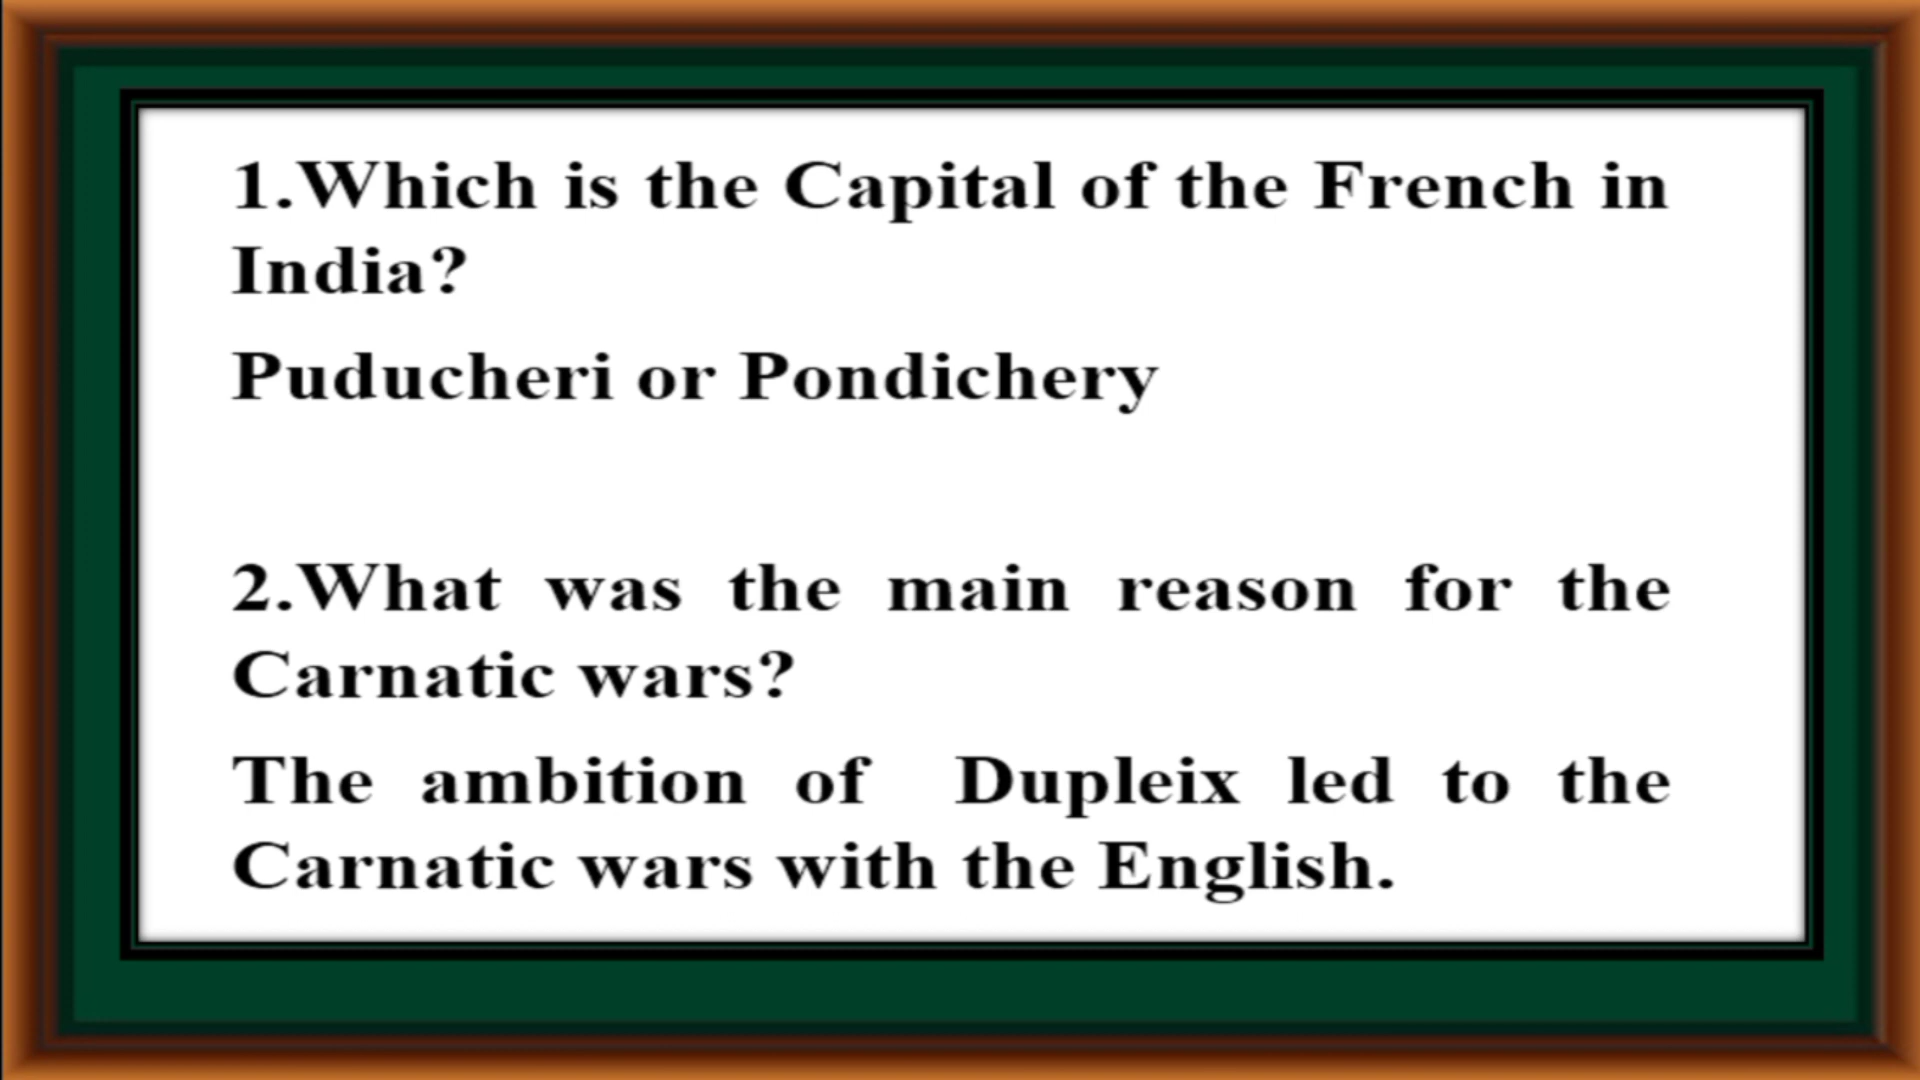 1.Which is the Capital of the French in
India?
Puducheri or Pondichery
2.What was the main reason for the
Carnatic wars?
The ambition of Dupleix led to the
Carnatic wars with the English.